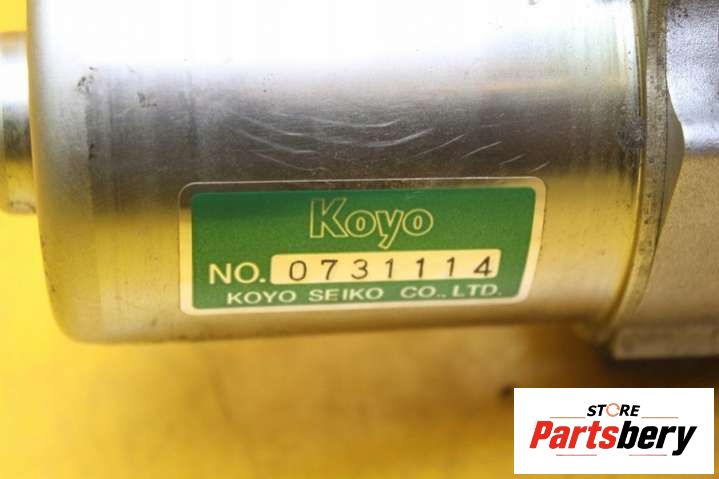 Koyo
NO. 0731114
KOYO SEIKO CO., LTD.
STORE
Partsbery